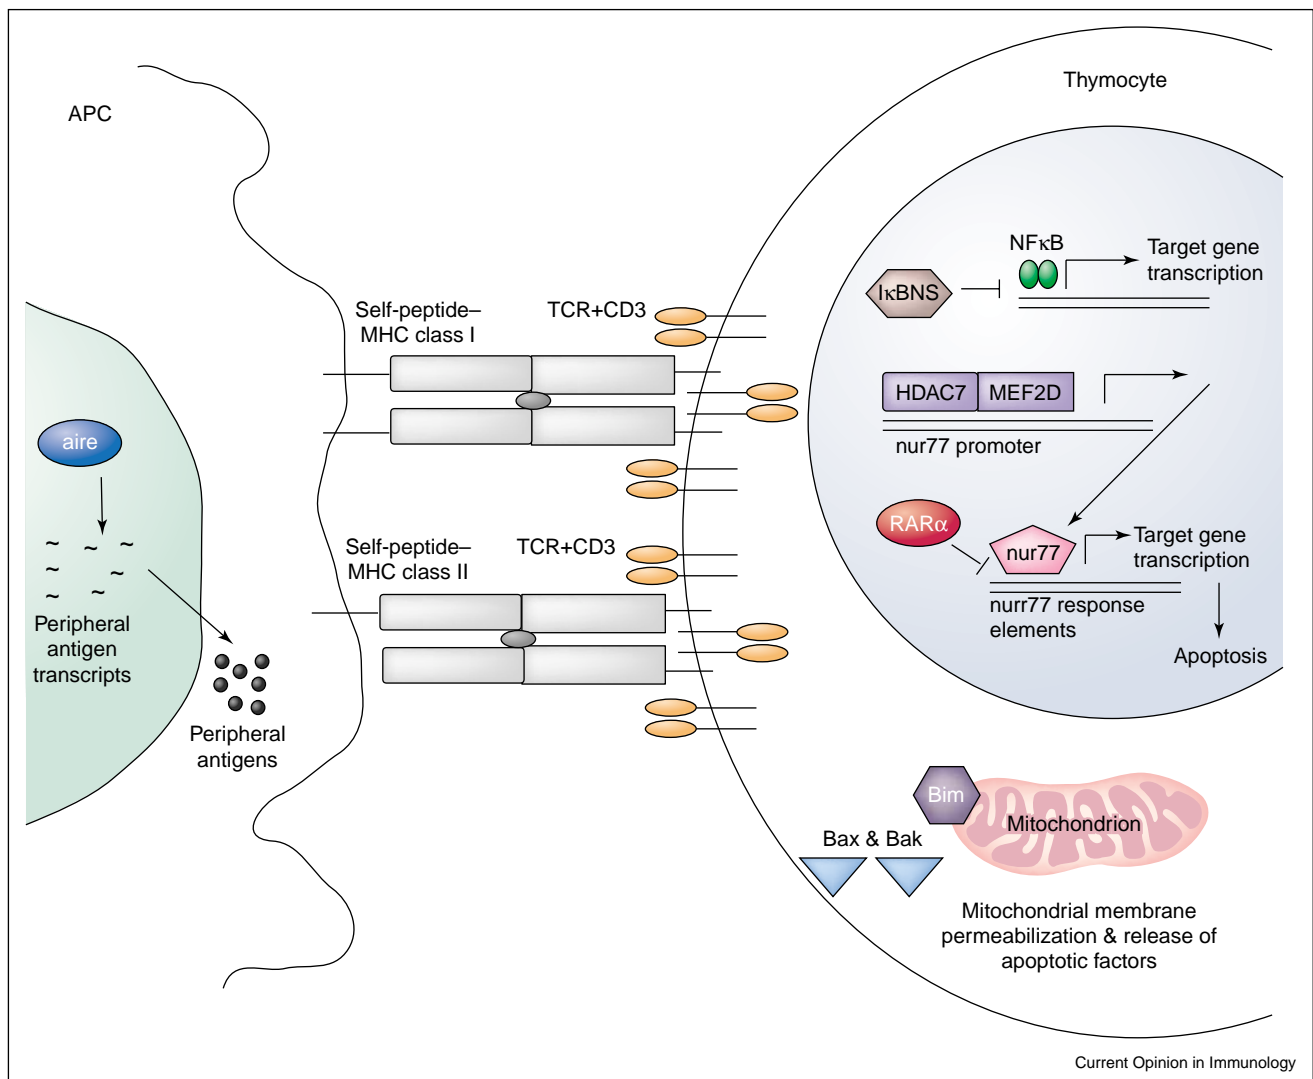 APC
Thymocyte
NFκB
Target gene
transcription
IκBNS
Self-peptide–
MHC class I
TCR+CD3
HDAC7
MEF2D
nur77 promoter
aire
RARα
nur77
Target gene
transcription
nurr77 response
elements
Apoptosis
Self-peptide–
MHC class II
TCR+CD3
~ ~ ~
~ ~
~ ~
Peripheral
antigen
transcripts
Peripheral
antigens
Bim
Mitochondrion
Bax & Bak
Mitochondrial membrane
permeabilization & release of
apoptotic factors
Current Opinion in Immunology